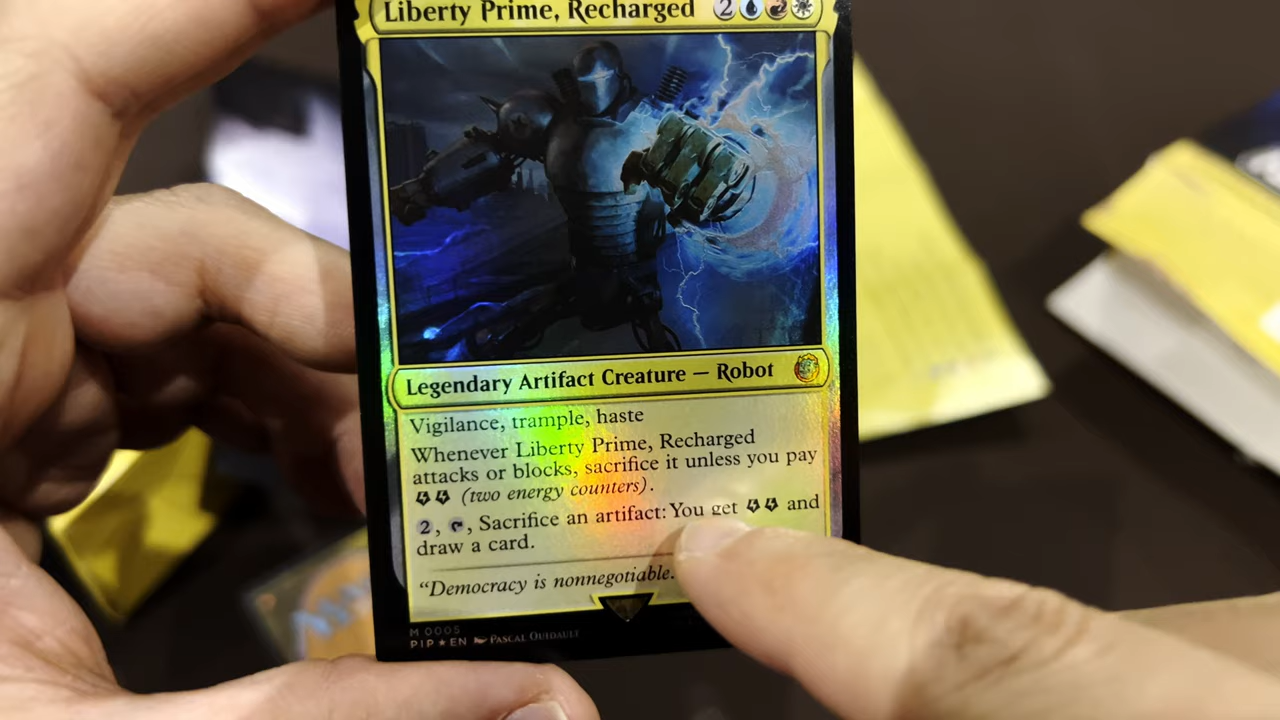 Liberty Prime, Recharged 2
Legendary Artifact Creature — Robot
Vigilance, trample, haste
Whenever Liberty Prime, Recharged
attacks or blocks, sacrifice it unless you pay
(two energy counters).
2, , Sacrifice an artifact: You get and
draw a card.
“Democracy is nonnegotiable.
M 0005
PIP★EN PASCAL QUIDAULT